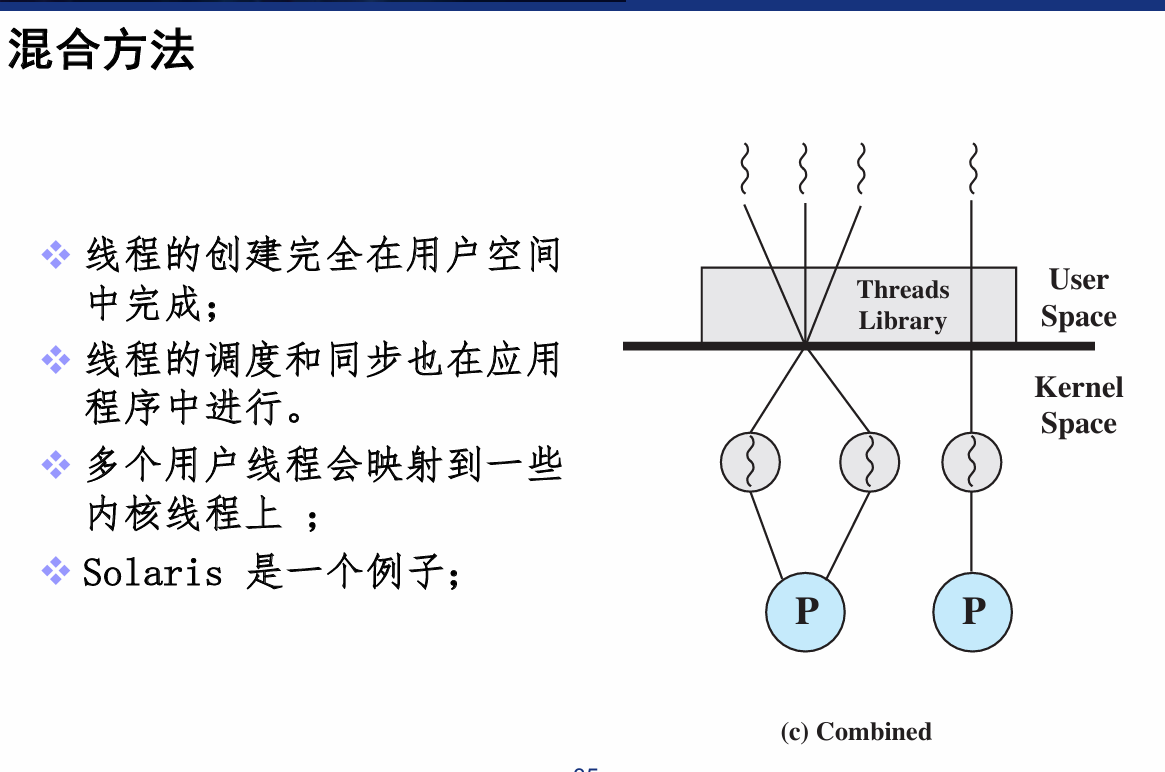 混合方法
线程的创建完全在用户空间
中完成；
线程的调度和同步也在应用
程序中进行。
多个用户线程会映射到一些
内核线程上 ；
Solaris 是一个例子；
Threads
Library
User
Space
Kernel
Space
P
P
(c) Combined